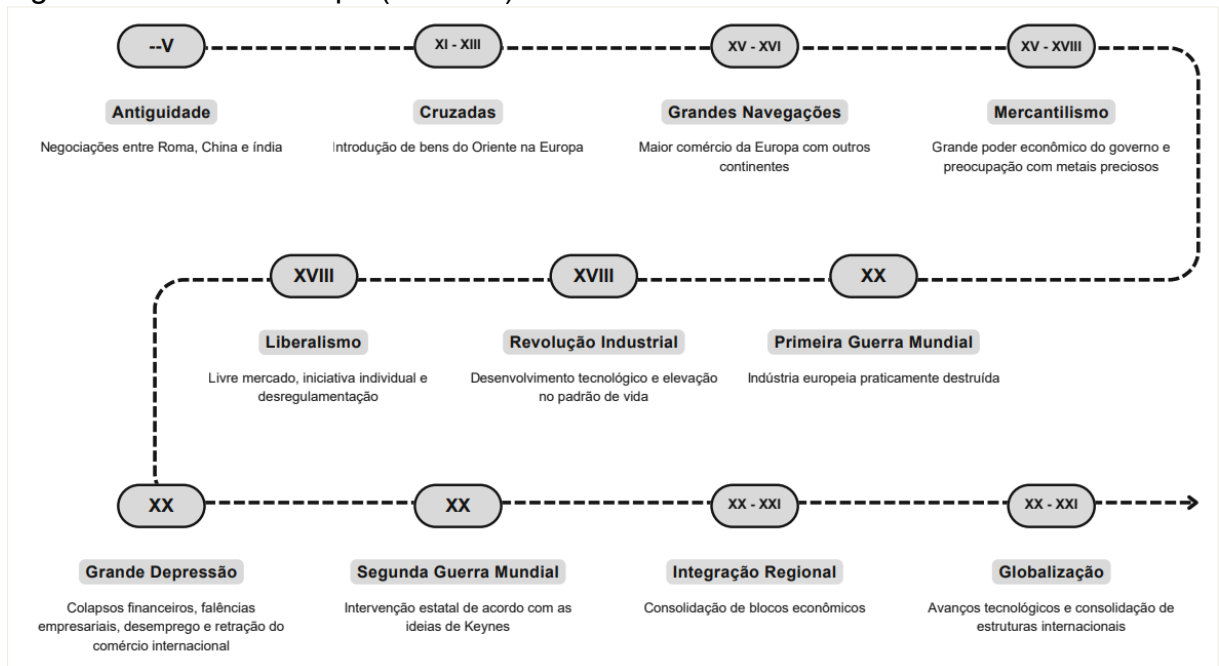 --V
XI - XIII
XV - XVI
XV - XVIII
Antiguidade
Cruzadas
Grandes Navegações
Mercantilismo
Negociações entre Roma, China e índia
Introdução de bens do Oriente na Europa
Maior comércio da Europa com outros
continentes
Grande poder econômico do governo e
preocupação com metais preciosos
XVIII
XVIII
XX
Liberalismo
Revolução Industrial
Primeira Guerra Mundial
Livre mercado, iniciativa individual e
desregulamentação
Desenvolvimento tecnológico e elevação
no padrão de vida
Indústria europeia praticamente destruída
XX
XX
XX - XXI
XX - XXI
Grande Depressão
Segunda Guerra Mundial
Integração Regional
Globalização
Colapsos financeiros, falências
empresariais, desemprego e retração do
comércio internacional
Intervenção estatal de acordo com as
ideias de Keynes
Consolidação de blocos econômicos
Avanços tecnológicos e consolidação de
estruturas internacionais